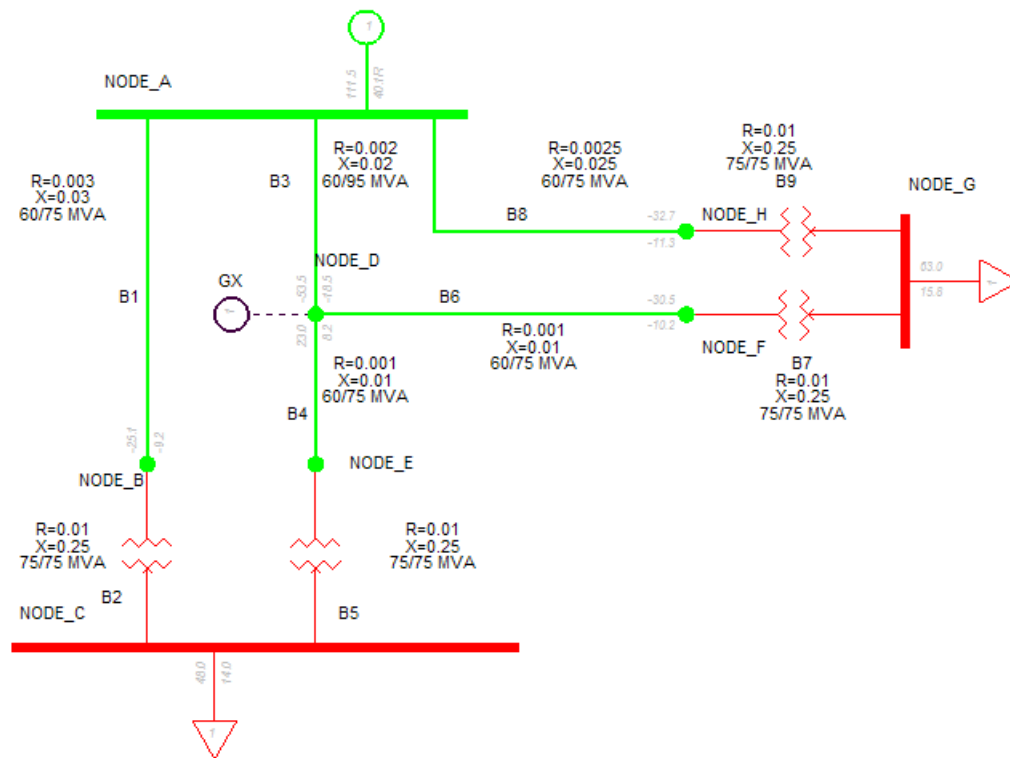 1
NODE_A
111.5
40.1R
R=0.003
X=0.03
60/75 MVA
B3
R=0.002
X=0.02
60/95 MVA
R=0.0025
X=0.025
60/75 MVA
R=0.01
X=0.25
75/75 MVA
B9
NODE_G
B8
-32.7
-11.3
NODE_H
NODE_D
GX
1
-53.5
-18.5
23.0
8.2
B1
B6
-30.5
-10.2
63.0
15.6
1
R=0.001
X=0.01
60/75 MVA
NODE_F
R=0.001
X=0.01
60/75 MVA
B7
R=0.01
X=0.25
75/75 MVA
B4
-25.1
-9.2
NODE_B
NODE_E
R=0.01
X=0.25
75/75 MVA
R=0.01
X=0.25
75/75 MVA
B2
NODE_C
B5
48.0
14.0
1